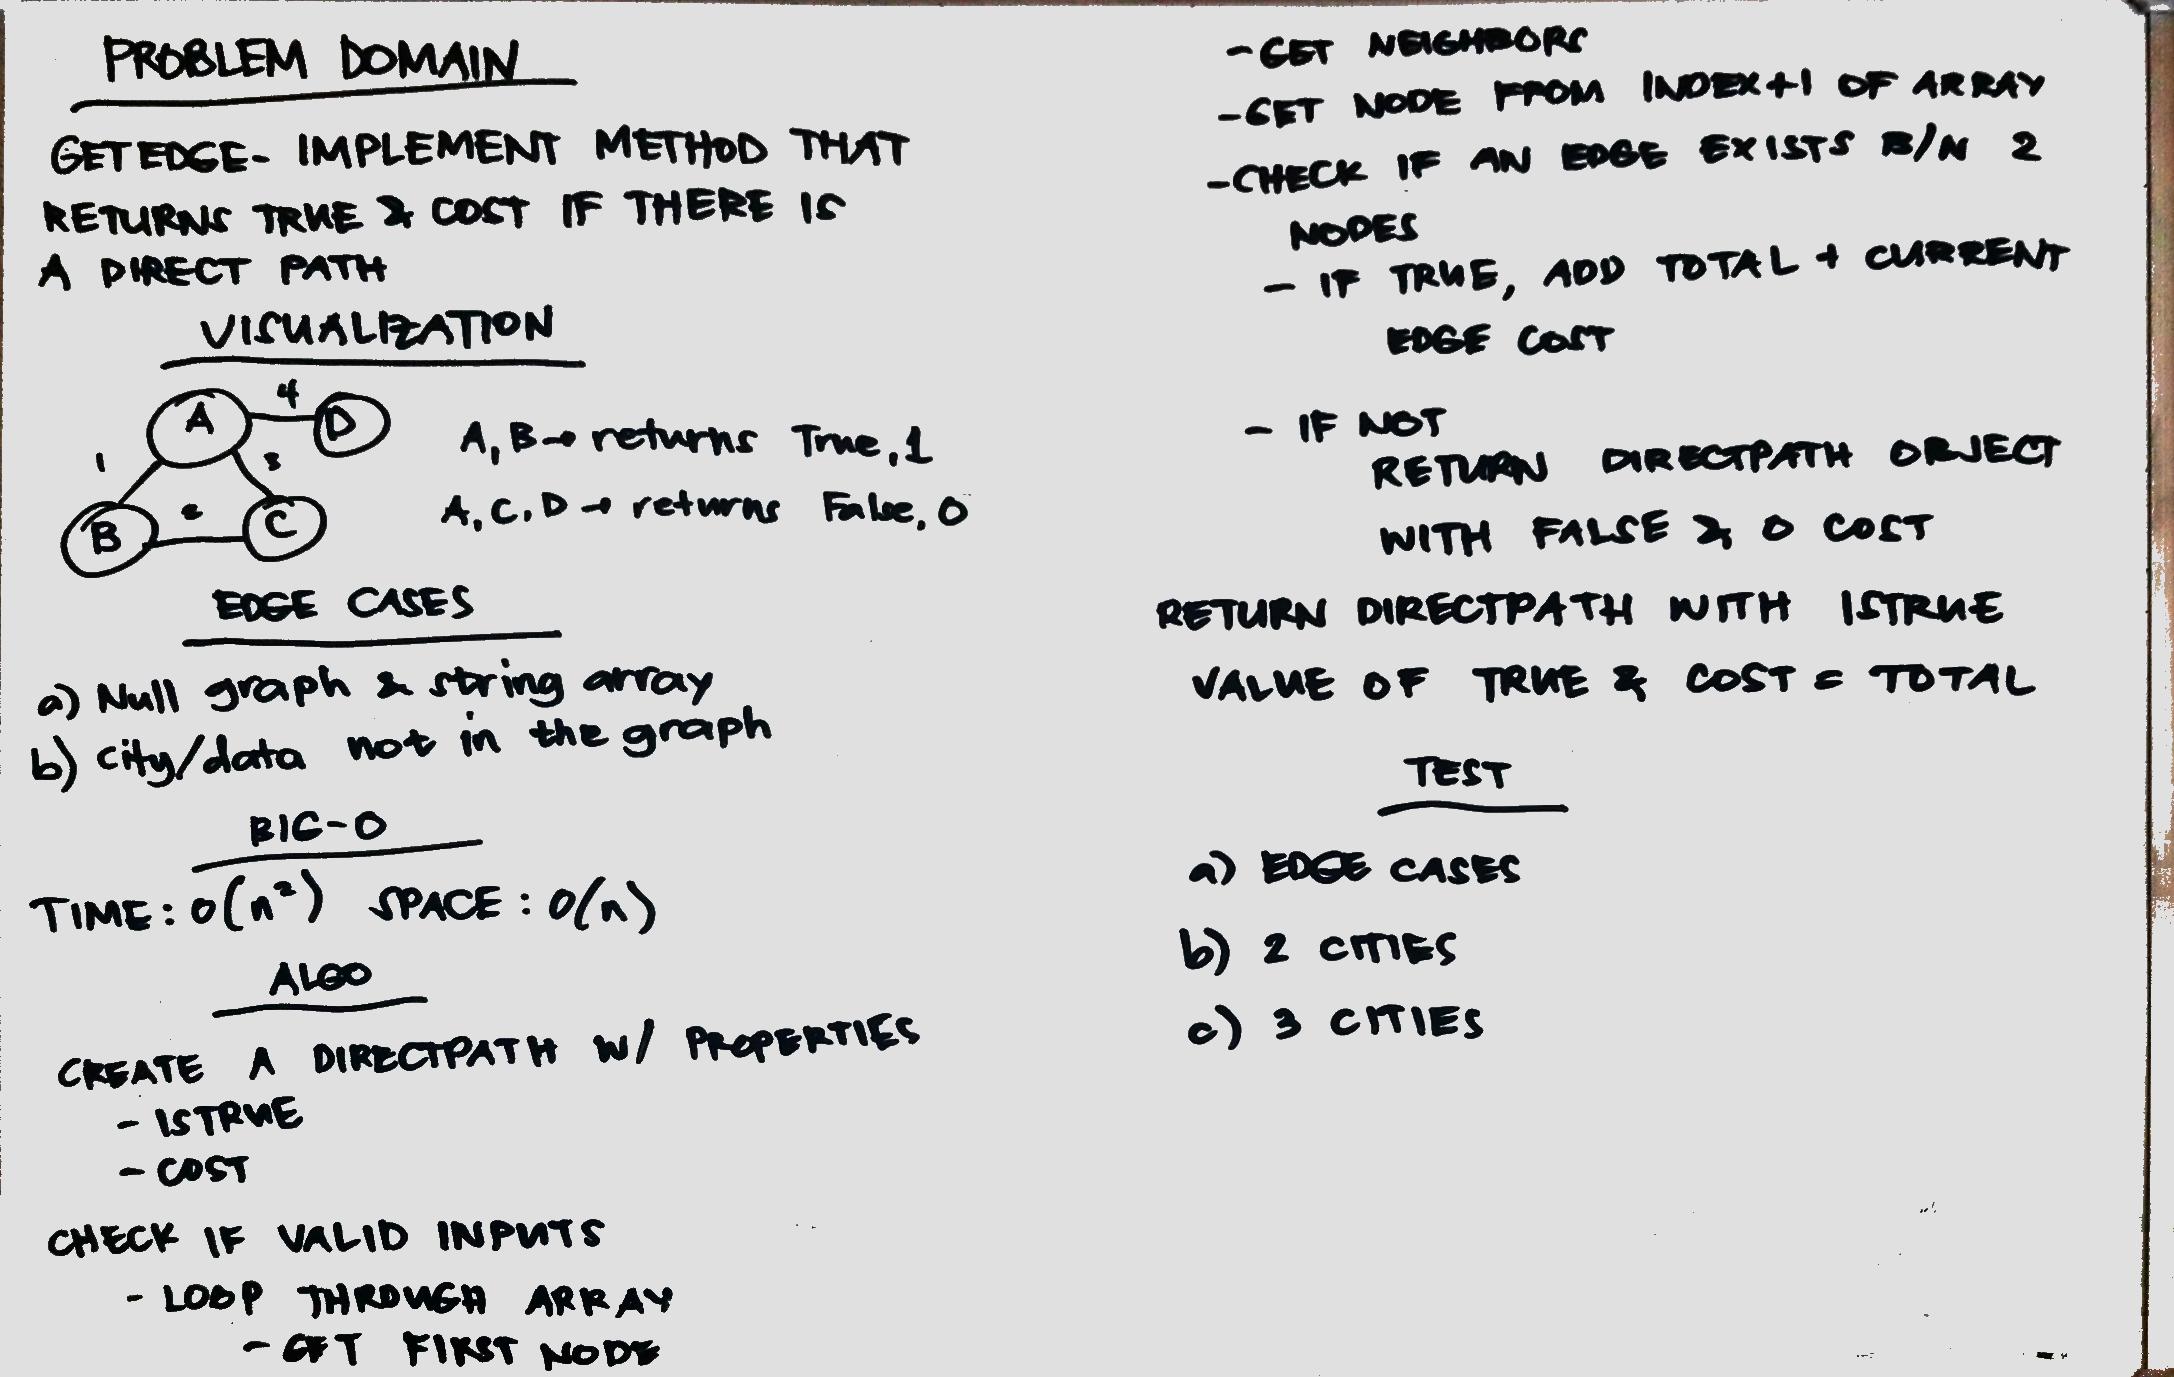 PROBLEM DOMAIN
GETEDGE- IMPLEMENT METHOD THAT
RETURNS TRUE & COST IF THERE IS
A DIRECT PATH
VISUALIZATION
4
A
D
1
3
B
2
C
A, B → returns True, 1
A, C, D → returns False, 0
EDGE CASES
a) Null graph & string array
b) city/data not in the graph
BIG-O
TIME: O(n²) SPACE: O(n)
ALGO
CREATE A DIRECTPATH W/ PROPERTIES
- ISTRUE
- COST
CHECK IF VALID INPUTS
- LOOP THROUGH ARRAY
- GET FIRST NODE
- GET NEIGHBORS
- GET NODE FROM INDEX+1 OF ARRAY
- CHECK IF AN EDGE EXISTS B/N 2
NODES
- IF TRUE, ADD TOTAL + CURRENT
EDGE COST
- IF NOT
RETURN DIRECTPATH OBJECT
WITH FALSE & 0 COST
RETURN DIRECTPATH WITH ISTRUE
VALUE OF TRUE & COST = TOTAL
TEST
a) EDGE CASES
b) 2 CITIES
c) 3 CITIES